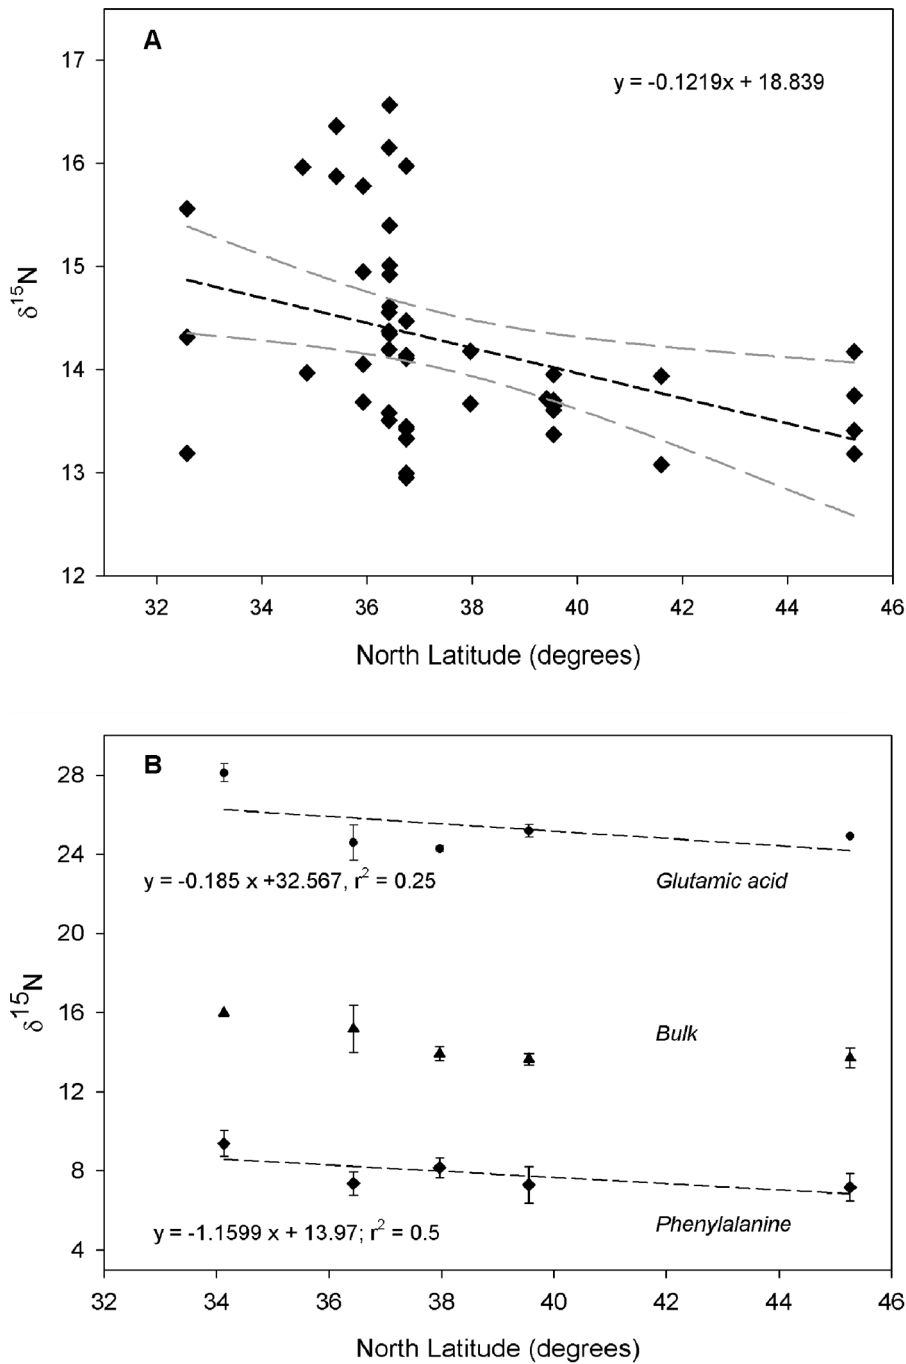 A
y = -0.1219x + 18.839
17
16
15
14
13
12
δ15N
32 34 36 38 40 42 44 46
North Latitude (degrees)
B
28
24
20
16
12
8
4
δ15N
y = -0.185 x +32.567, r2 = 0.25
Glutamic acid
Bulk
y = -1.1599 x + 13.97; r2 = 0.5
Phenylalanine
32 34 36 38 40 42 44 46
North Latitude (degrees)